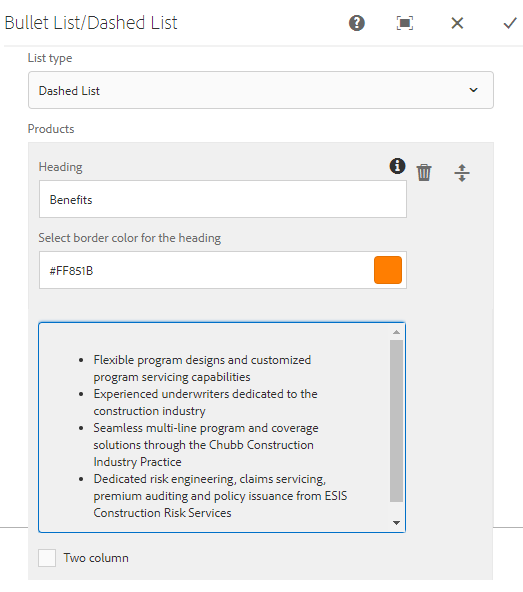 Bullet List/Dashed List
List type
Dashed List
Products
Heading
Benefits
Select border color for the heading
#FF851B
• Flexible program designs and customized
program servicing capabilities
• Experienced underwriters dedicated to the
construction industry
• Seamless multi-line program and coverage
solutions through the Chubb Construction
Industry Practice
• Dedicated risk engineering, claims servicing,
premium auditing and policy issuance from ESIS
Construction Risk Services
Two column